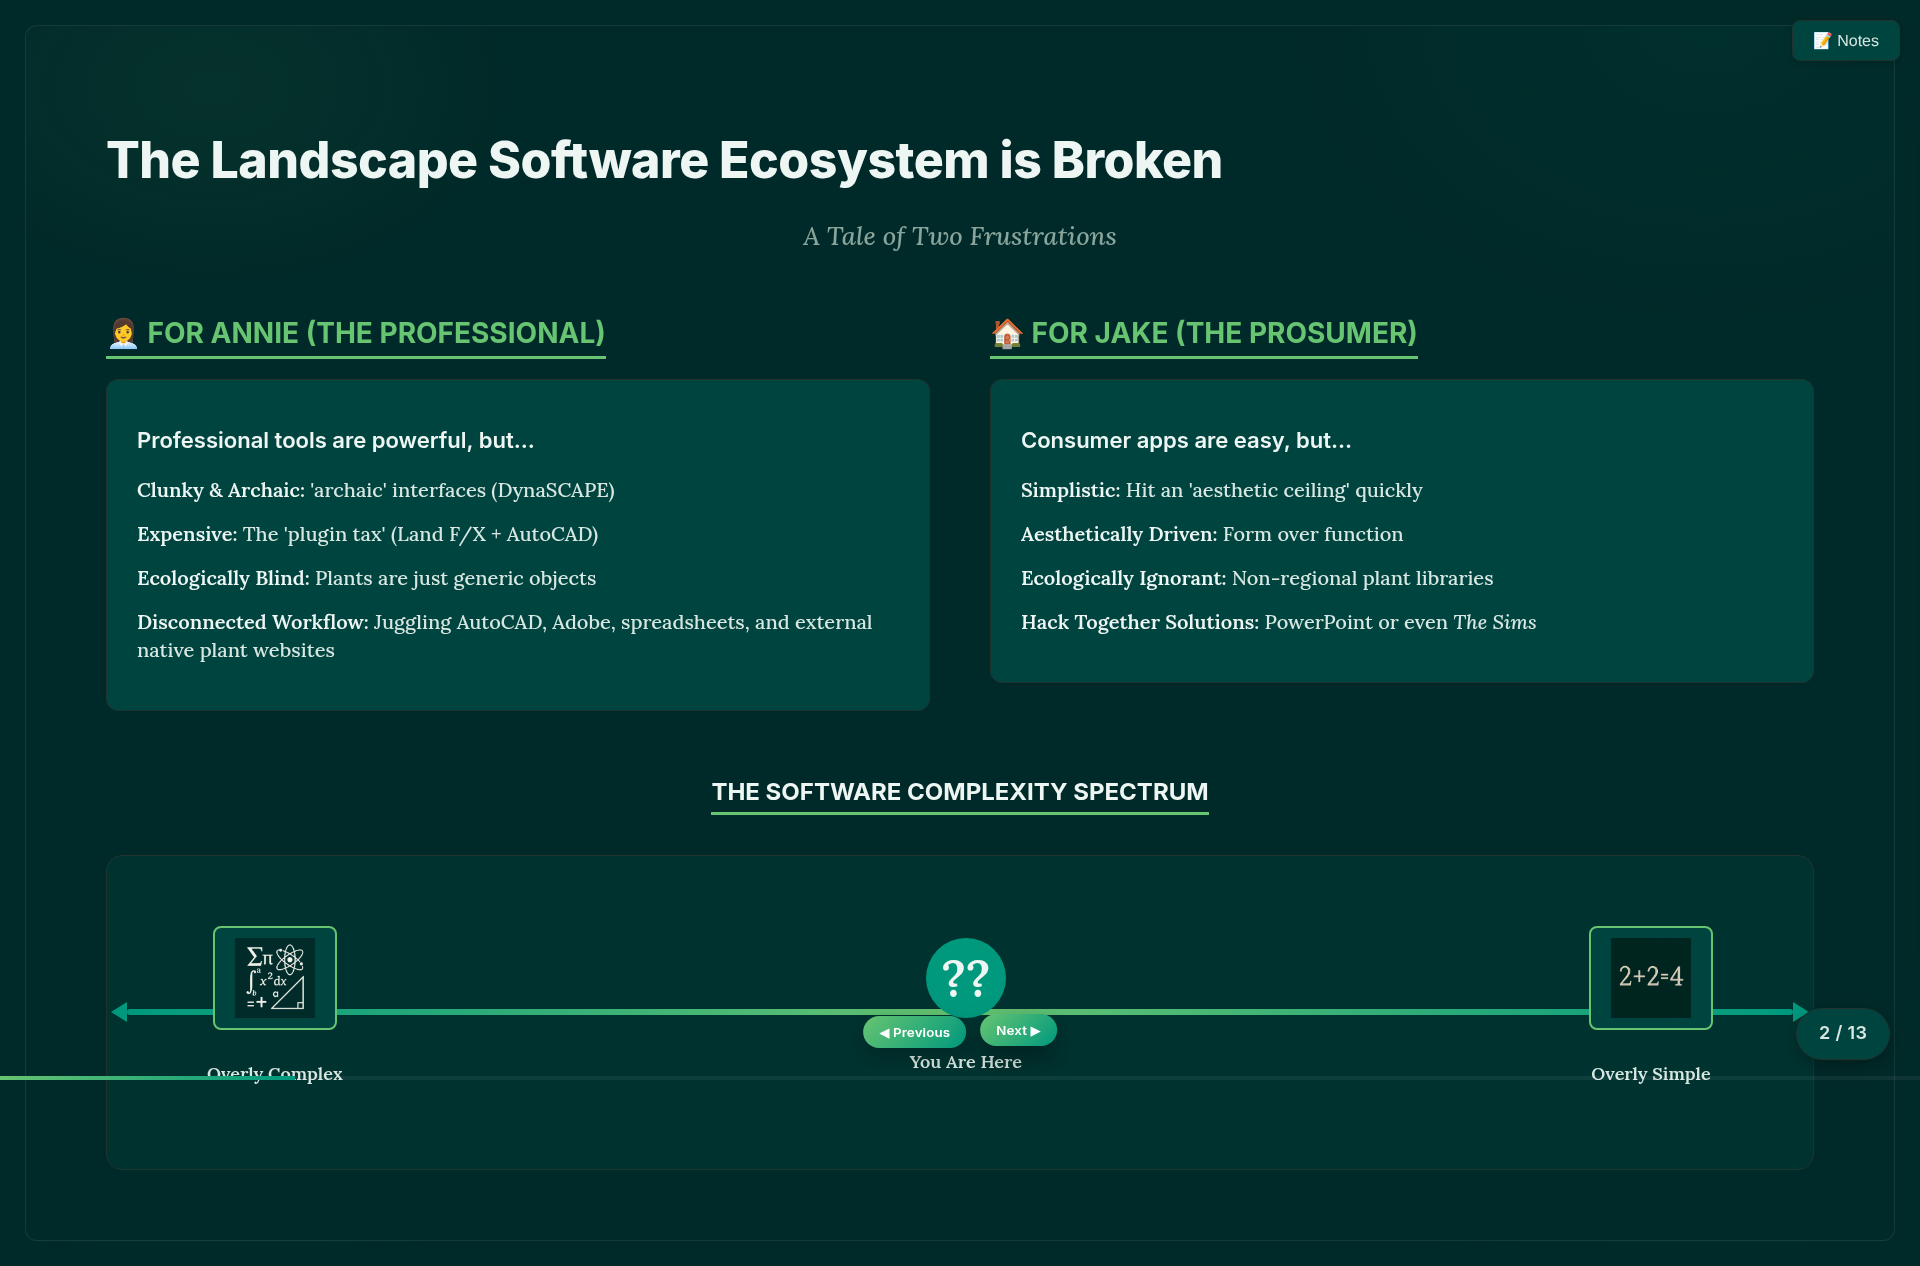 📝 Notes
The Landscape Software Ecosystem is Broken
A Tale of Two Frustrations
👩‍💼 FOR ANNIE (THE PROFESSIONAL)
Professional tools are powerful, but...
Clunky & Archaic: 'archaic' interfaces (DynaSCAPE)
Expensive: The 'plugin tax' (Land F/X + AutoCAD)
Ecologically Blind: Plants are just generic objects
Disconnected Workflow: Juggling AutoCAD, Adobe, spreadsheets, and external
native plant websites
🏠 FOR JAKE (THE PROSUMER)
Consumer apps are easy, but...
Simplistic: Hit an 'aesthetic ceiling' quickly
Aesthetically Driven: Form over function
Ecologically Ignorant: Non-regional plant libraries
Hack Together Solutions: PowerPoint or even The Sims
THE SOFTWARE COMPLEXITY SPECTRUM
Σπ
∫ a b x² dx
=+ α
Overly Complex
??
◀ Previous
Next ▶
You Are Here
2+2=4
Overly Simple
2 / 13